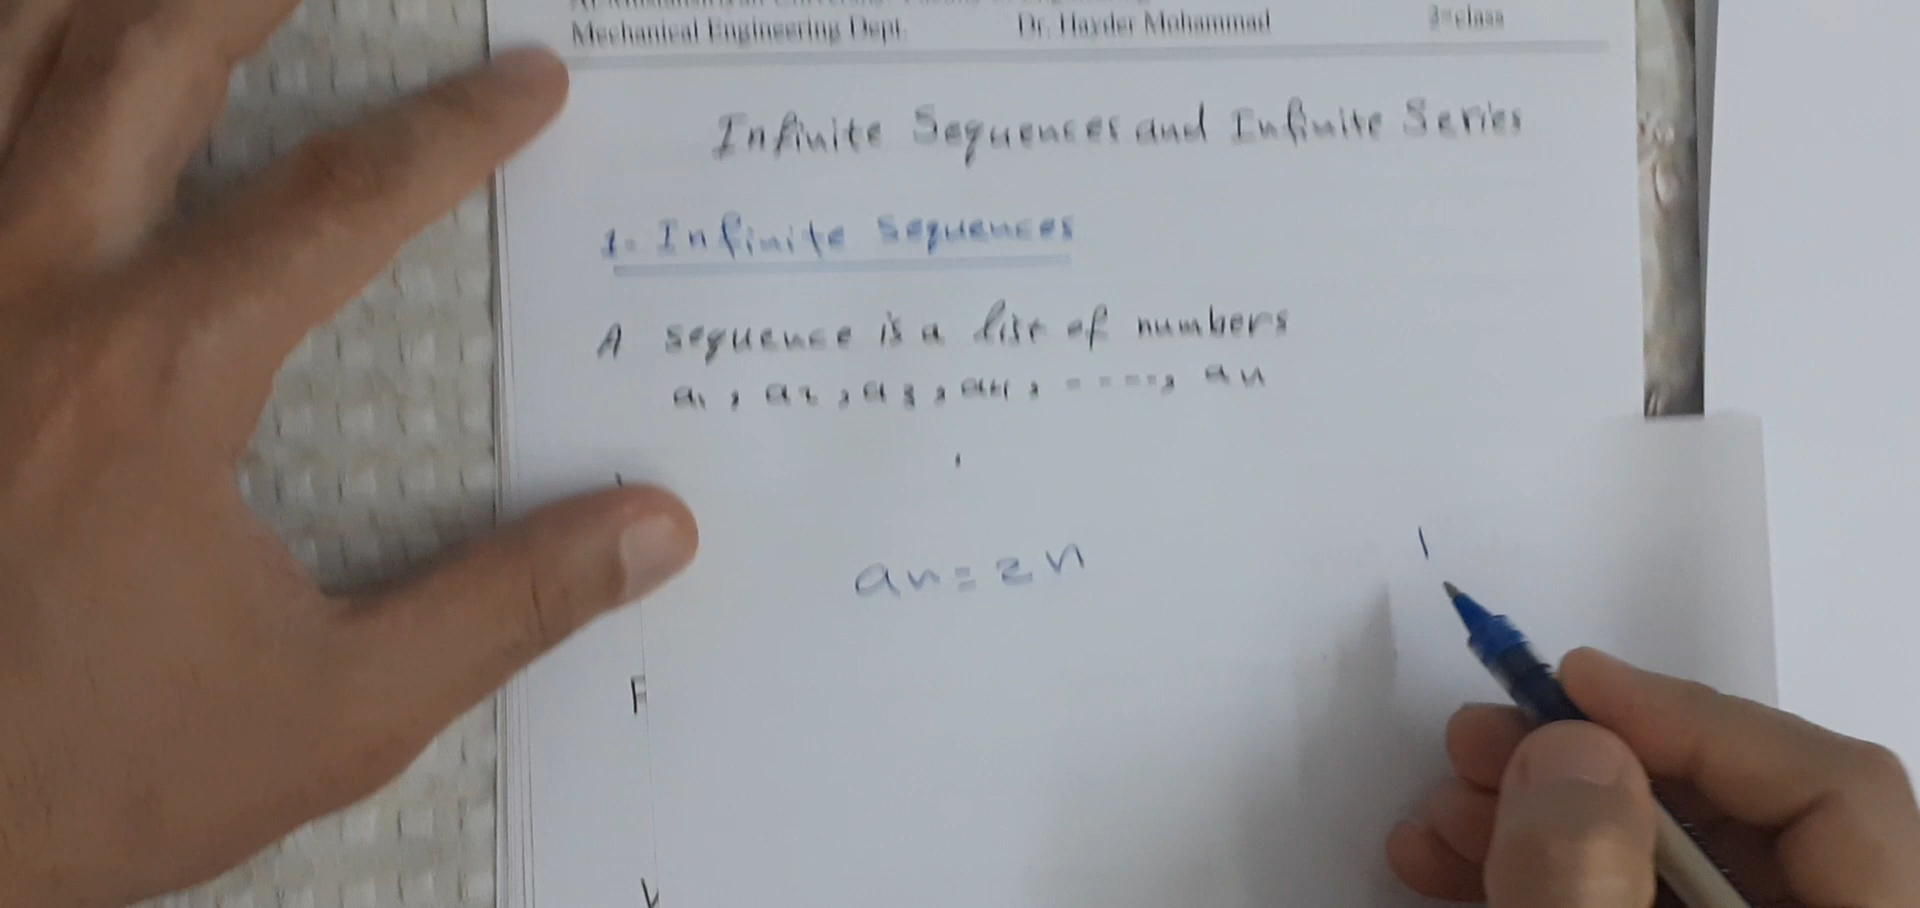 Mechanical Engineering Dept. Dr. Hayder Mohammad 3rd class
Infinite Sequences and Infinite Series
1- Infinite Sequences
A sequence is a list of numbers
a1, a2, a3, a4, ----, an
an = 2n